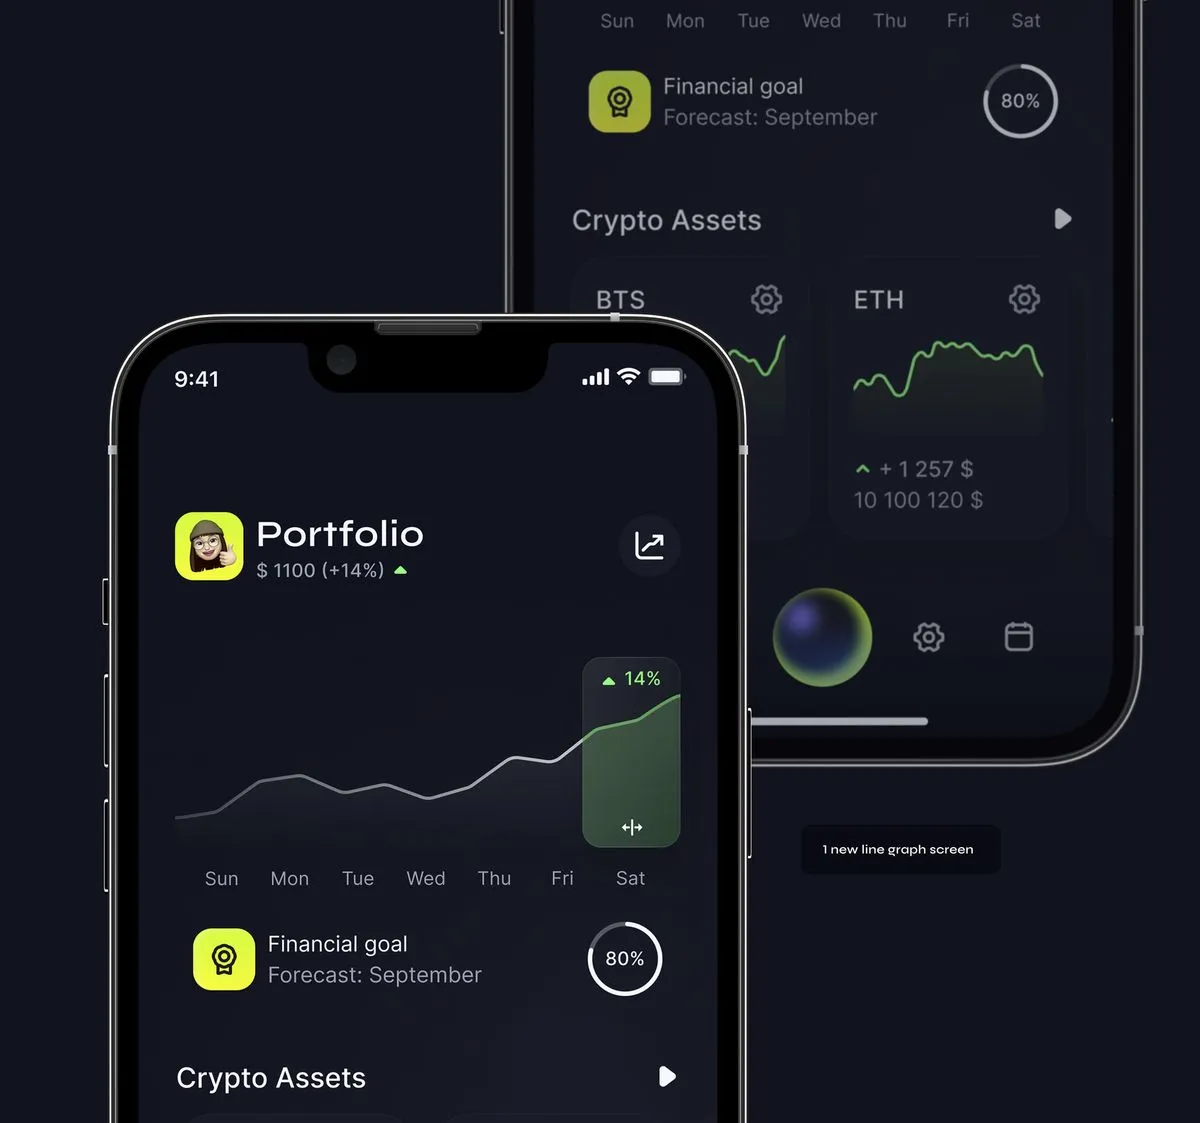 Sun Mon Tue Wed Thu Fri Sat
Financial goal
Forecast: September
80%
Crypto Assets
BTS
ETH
+ 1 257 $
10 100 120 $
9:41
Portfolio
$ 1100 (+14%)
14%
Sun Mon Tue Wed Thu Fri Sat
Financial goal
Forecast: September
80%
Crypto Assets
1 new line graph screen